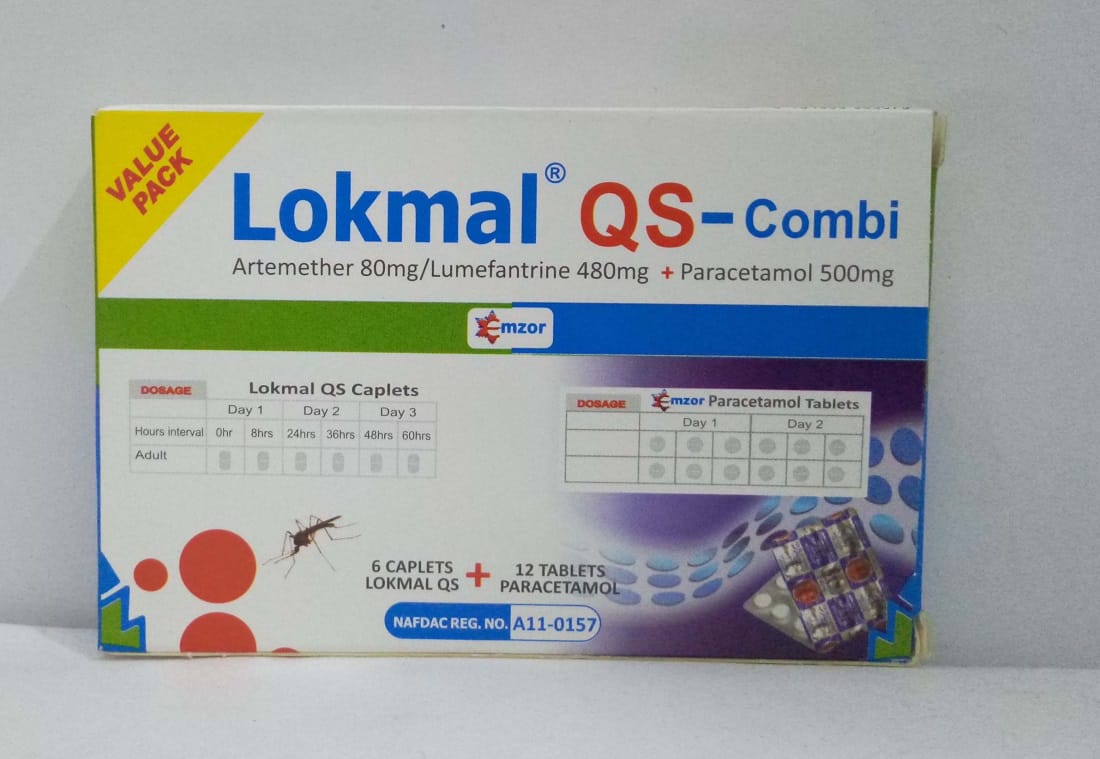 VALUE
PACK
Lokmal® QS-Combi
Artemether 80mg/Lumefantrine 480mg + Paracetamol 500mg
Emzor
DOSAGE Lokmal QS Caplets
Day 1 Day 2 Day 3
Hours interval 0hr 8hrs 24hrs 36hrs 48hrs 60hrs
Adult
DOSAGE Emzor Paracetamol Tablets
Day 1 Day 2
6 CAPLETS
LOKMAL QS
+
12 TABLETS
PARACETAMOL
NAFDAC REG. NO. A11-0157